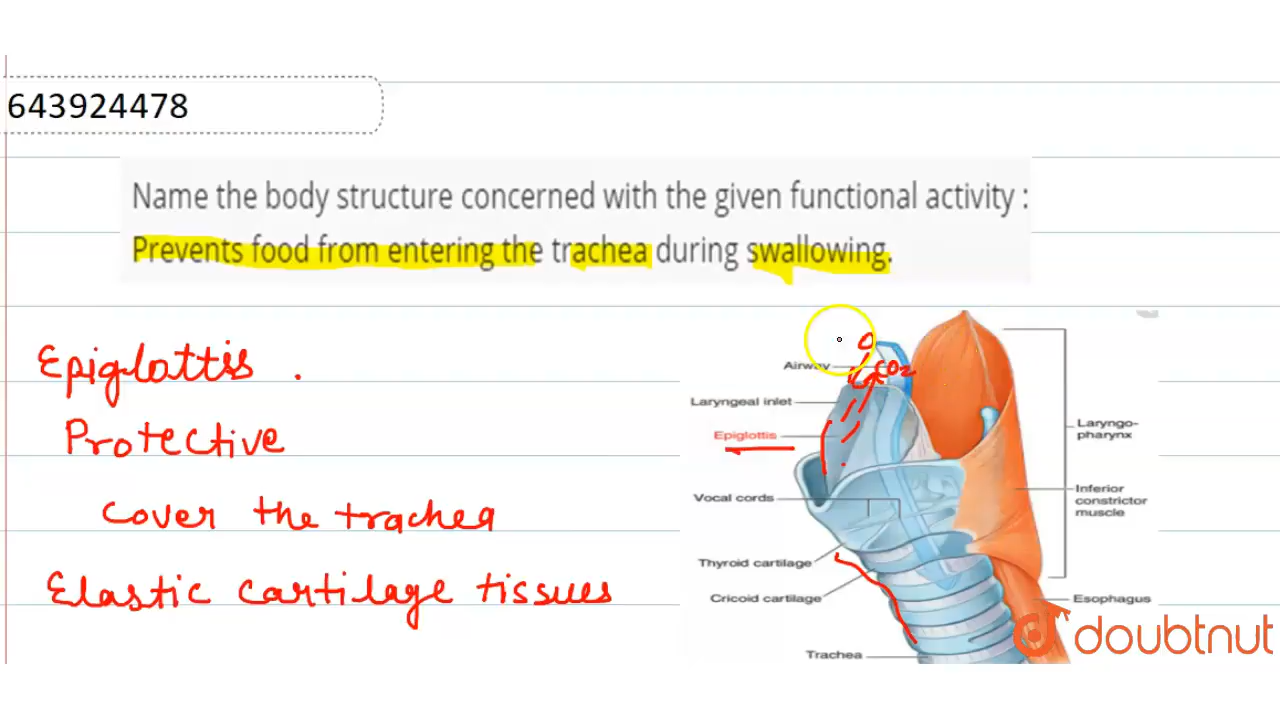 643924478
Name the body structure concerned with the given functional activity :
Prevents food from entering the trachea during swallowing.
Epiglottis.
Protective
cover the trachea
Elastic cartilage tissues
Airway
CO2
Laryngeal inlet
Epiglottis
Vocal cords
Thyroid cartilage
Cricoid cartilage
Trachea
Laryngo-
pharynx
Inferior
constrictor
muscle
Esophagus
doubtnut